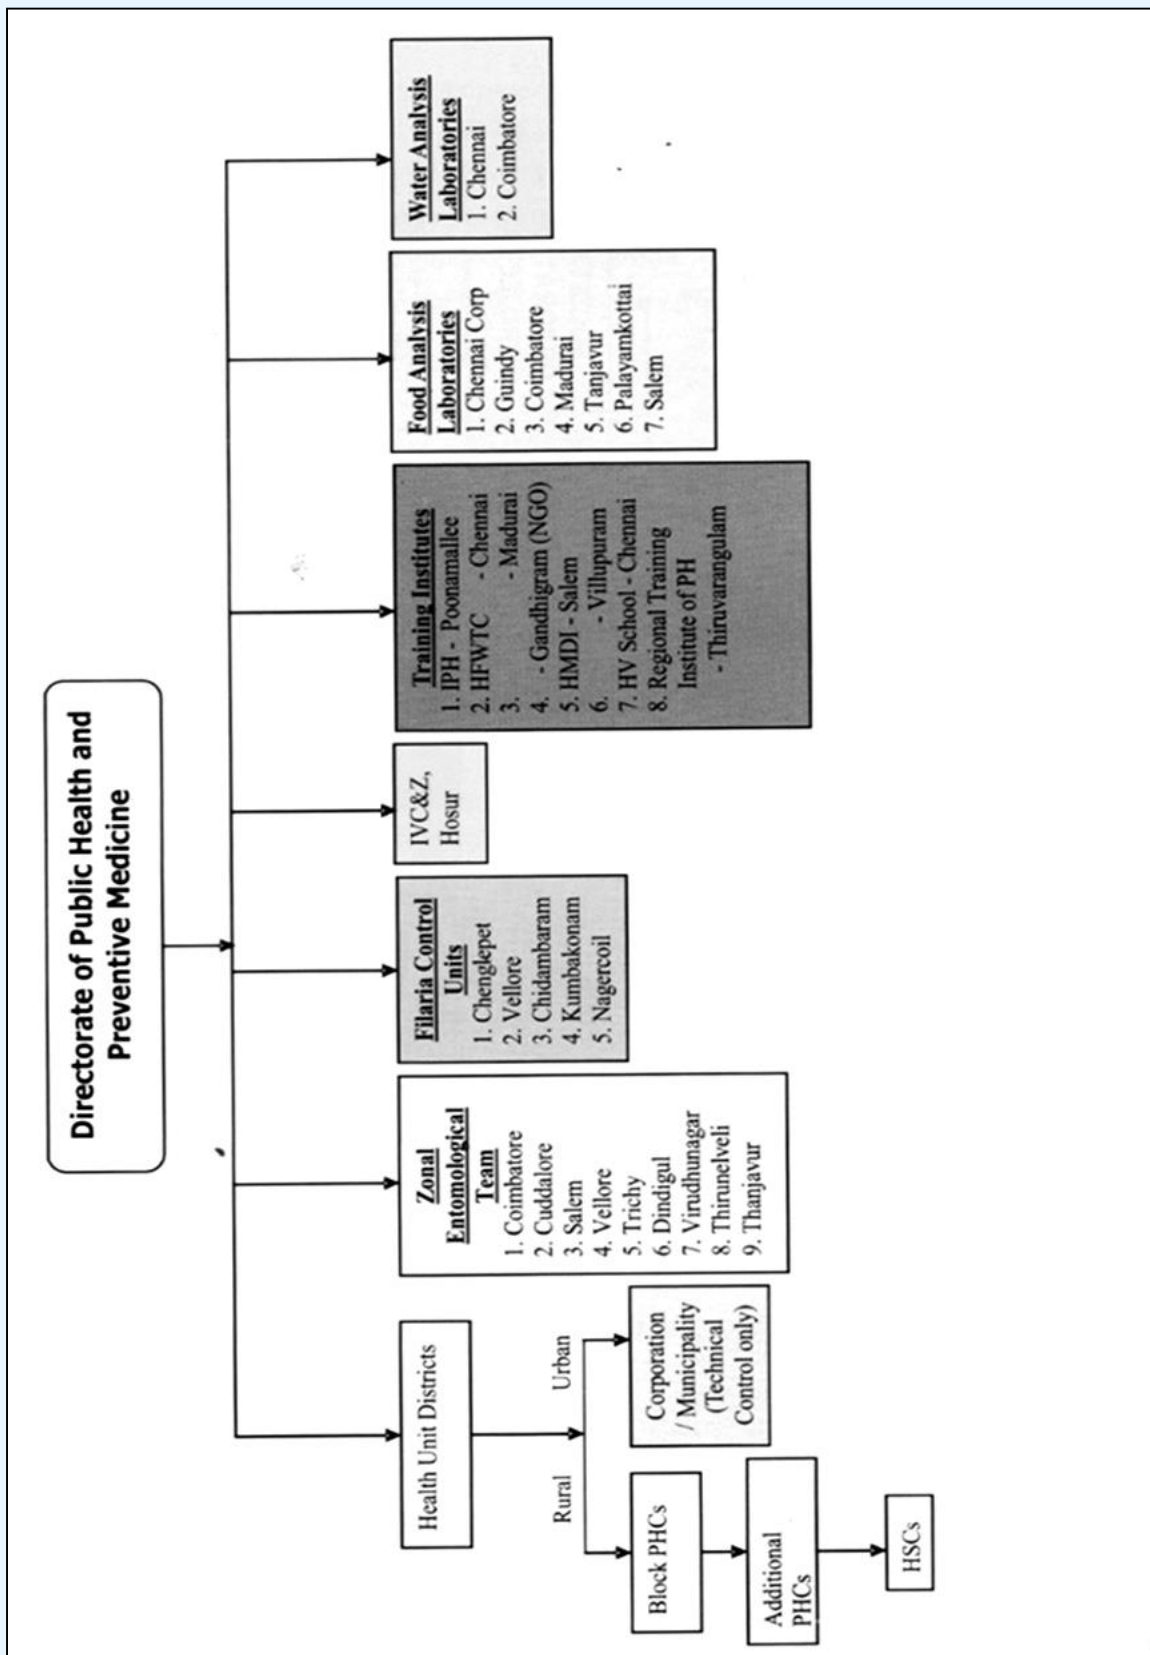 Directorate of Public Health and
Preventive Medicine
Health Unit Districts
Rural
Urban
Block PHCs
Additional
PHCs
HSCs
Corporation
/ Municipality
(Technical
Control only)
Zonal
Entomological
Team
1. Coimbatore
2. Cuddalore
3. Salem
4. Vellore
5. Trichy
6. Dindigul
7. Virudhunagar
8. Thirunelveli
9. Thanjavur
Filaria Control
Units
1. Chenglepet
2. Vellore
3. Chidambaram
4. Kumbakonam
5. Nagercoil
IVC&Z,
Hosur
Training Institutes
1. IPH - Poonamallee
2. HFWTC - Chennai
3. - Madurai
4. - Gandhigram (NGO)
5. HMDI - Salem
6. - Villupuram
7. HV School - Chennai
8. Regional Training
Institute of PH
- Thiruvarangulam
Food Analysis
Laboratories
1. Chennai Corp
2. Guindy
3. Coimbatore
4. Madurai
5. Tanjavur
6. Palayamkottai
7. Salem
Water Analysis
Laboratories
1. Chennai
2. Coimbatore